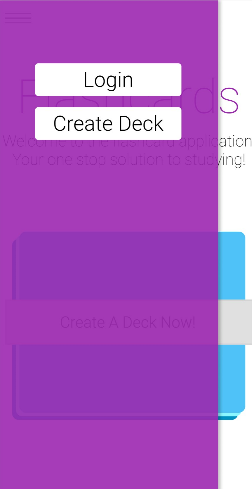 Login
Flashcards
Create Deck
Welcome to the flashcard application
Your one stop solution to studying!
Create A Deck Now!